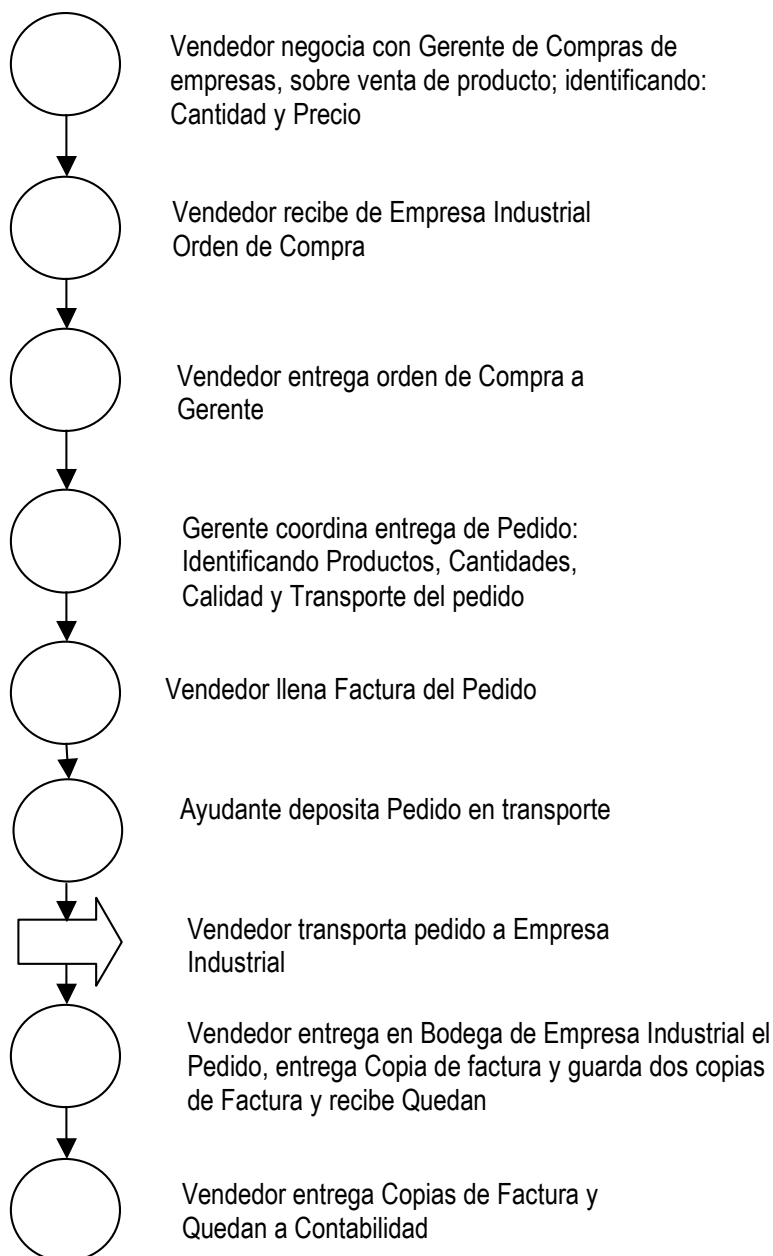 Vendedor negocia con Gerente de Compras de
empresas, sobre venta de producto; identificando:
Cantidad y Precio
Vendedor recibe de Empresa Industrial
Orden de Compra
Vendedor entrega orden de Compra a
Gerente
Gerente coordina entrega de Pedido:
Identificando Productos, Cantidades,
Calidad y Transporte del pedido
Vendedor llena Factura del Pedido
Ayudante deposita Pedido en transporte
Vendedor transporta pedido a Empresa
Industrial
Vendedor entrega en Bodega de Empresa Industrial el
Pedido, entrega Copia de factura y guarda dos copias
de Factura y recibe Quedan
Vendedor entrega Copias de Factura y
Quedan a Contabilidad